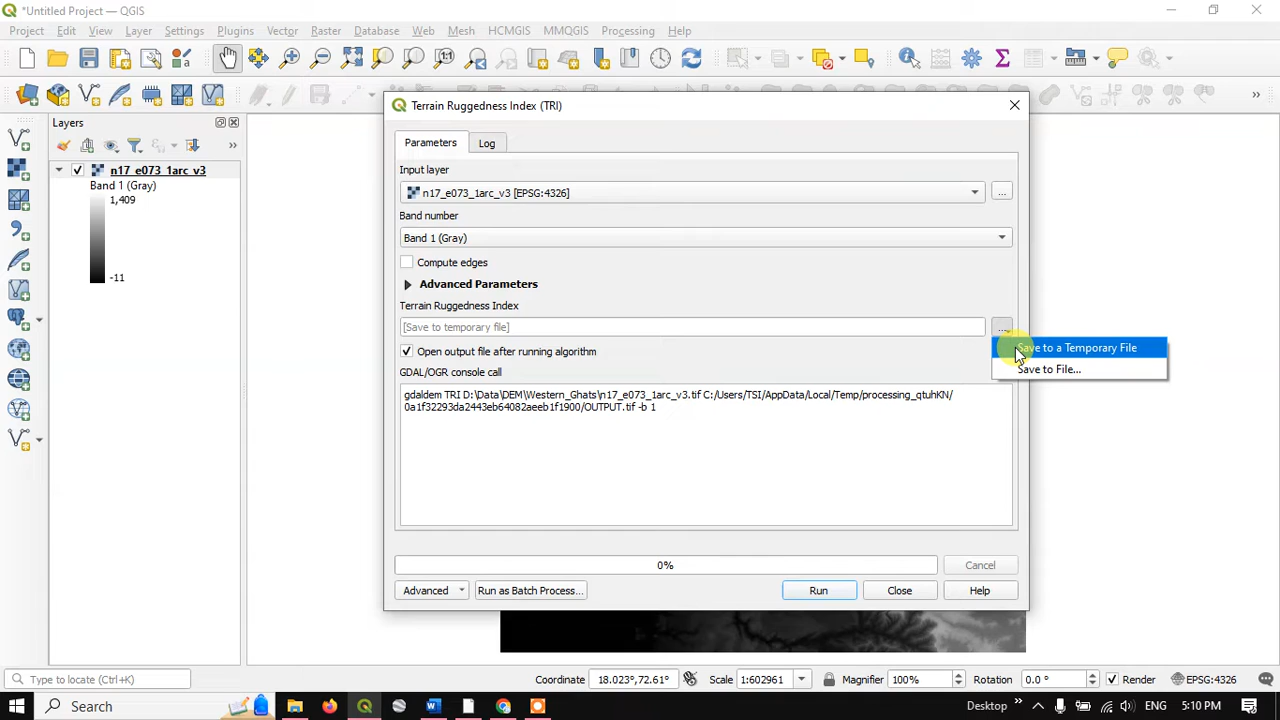 *Untitled Project — QGIS
Project Edit View Layer Settings Plugins Vector Raster Database Web Mesh HCMGIS MMQGIS Processing Help
Layers
n17_e073_1arc_v3
Band 1 (Gray)
1,409
-11
Terrain Ruggedness Index (TRI)
Parameters Log
Input layer
n17_e073_1arc_v3 [EPSG:4326]
...
Band number
Band 1 (Gray)
Compute edges
Advanced Parameters
Terrain Ruggedness Index
[Save to temporary file]
...
Save to a Temporary File
Save to File...
Open output file after running algorithm
GDAL/OGR console call
gdaldem TRI D:\Data\DEM\Western_Ghats\n17_e073_1arc_v3.tif C:/Users/TSI/AppData/Local/Temp/processing_qtuhKN/
0a1f32293da2443eb64082aeeb1f1900/OUTPUT.tif -b 1
0% Cancel
Advanced Run as Batch Process... Run Close Help
Type to locate (Ctrl+K) Coordinate 18.023°,72.61° Scale 1:602961 Magnifier 100% Rotation 0.0 ° Render EPSG:4326
Search Desktop ENG 5:10 PM